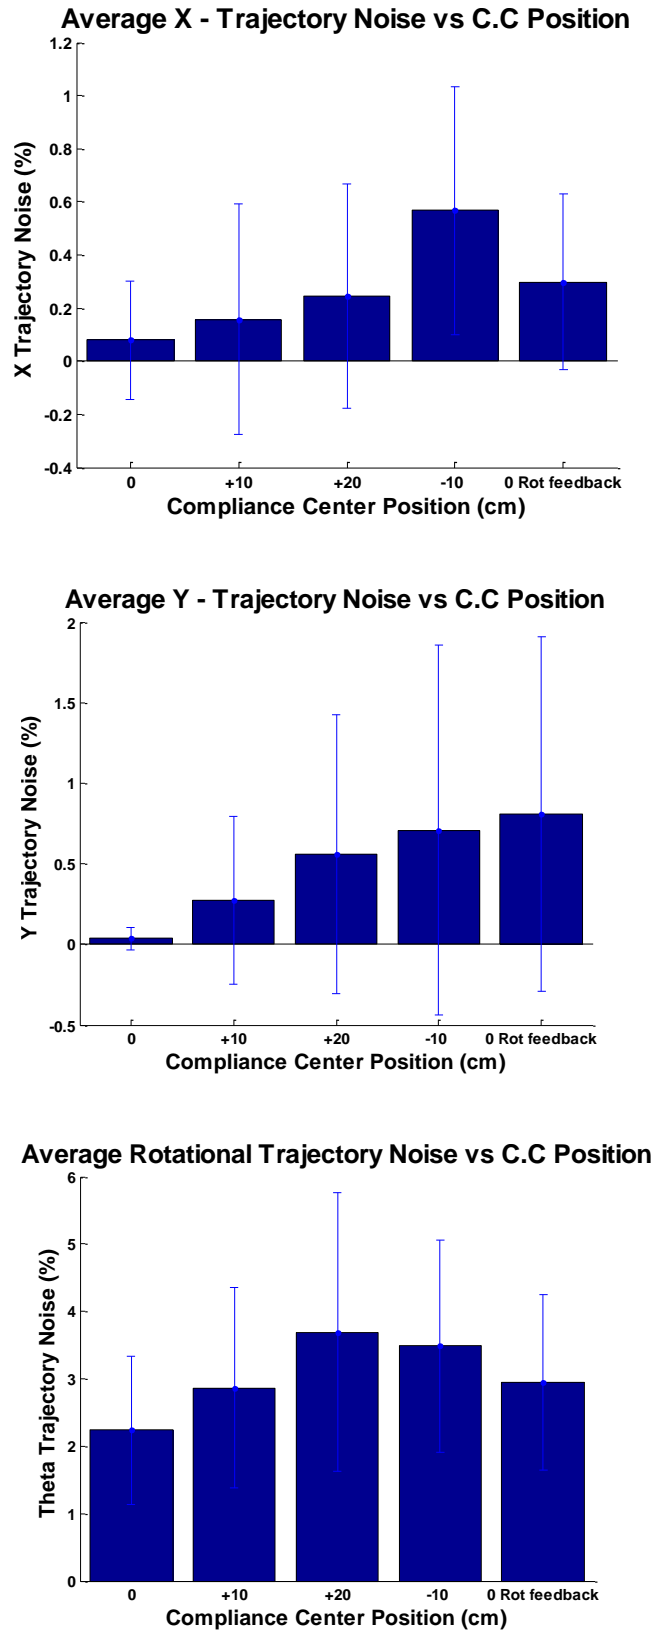 Average X - Trajectory Noise vs C.C Position
X Trajectory Noise (%)
1.2
1
0.8
0.6
0.4
0.2
0
-0.2
-0.4
0 +10 +20 -10 0 Rot feedback
Compliance Center Position (cm)
Average Y - Trajectory Noise vs C.C Position
Y Trajectory Noise (%)
2
1.5
1
0.5
0
-0.5
0 +10 +20 -10 0 Rot feedback
Compliance Center Position (cm)
Average Rotational Trajectory Noise vs C.C Position
Theta Trajectory Noise (%)
6
5
4
3
2
1
0
0 +10 +20 -10 0 Rot feedback
Compliance Center Position (cm)